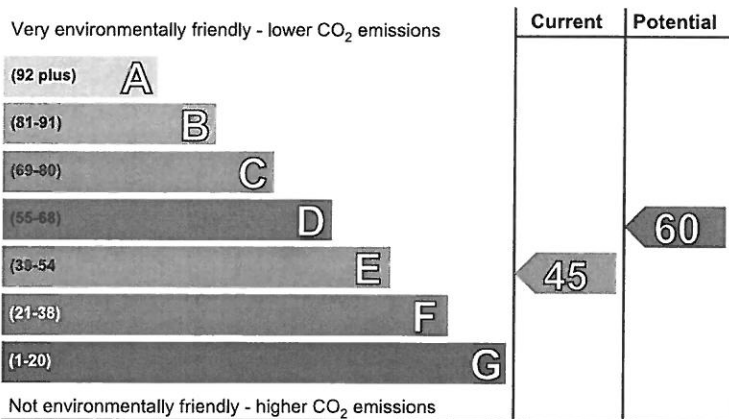 Very environmentally friendly - lower CO₂ emissions
Current
Potential
(92 plus) A
(81-91) B
(69-80) C
(55-68) D
(39-54 E
(21-38) F
(1-20) G
45
60
Not environmentally friendly - higher CO₂ emissions